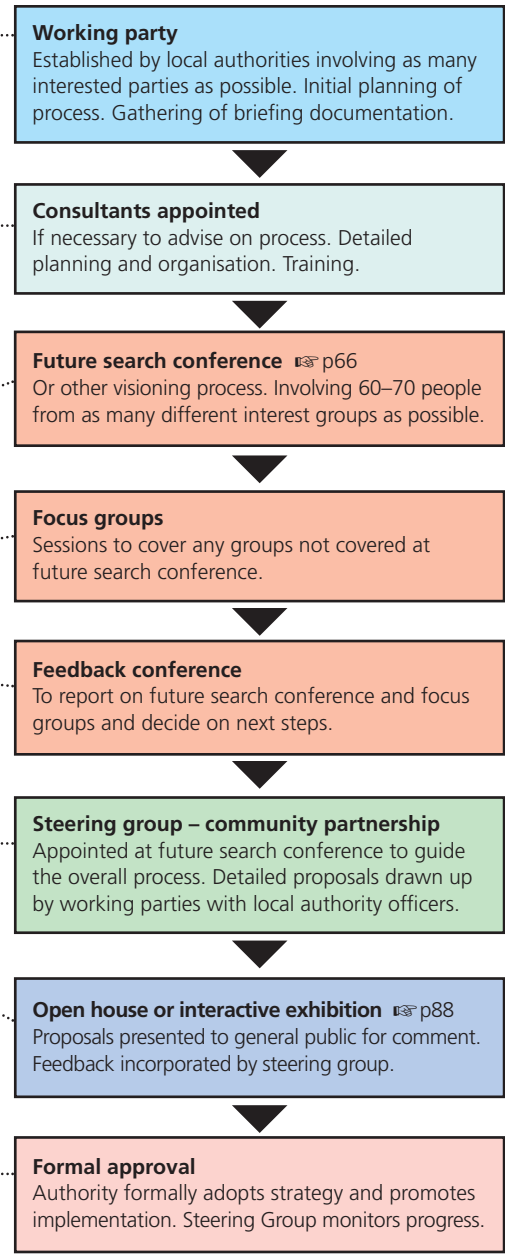 Working party
Established by local authorities involving as many
interested parties as possible. Initial planning of
process. Gathering of briefing documentation.
Consultants appointed
If necessary to advise on process. Detailed
planning and organisation. Training.
Future search conference ☞ p66
Or other visioning process. Involving 60–70 people
from as many different interest groups as possible.
Focus groups
Sessions to cover any groups not covered at
future search conference.
Feedback conference
To report on future search conference and focus
groups and decide on next steps.
Steering group – community partnership
Appointed at future search conference to guide
the overall process. Detailed proposals drawn up
by working parties with local authority officers.
Open house or interactive exhibition ☞ p88
Proposals presented to general public for comment.
Feedback incorporated by steering group.
Formal approval
Authority formally adopts strategy and promotes
implementation. Steering Group monitors progress.